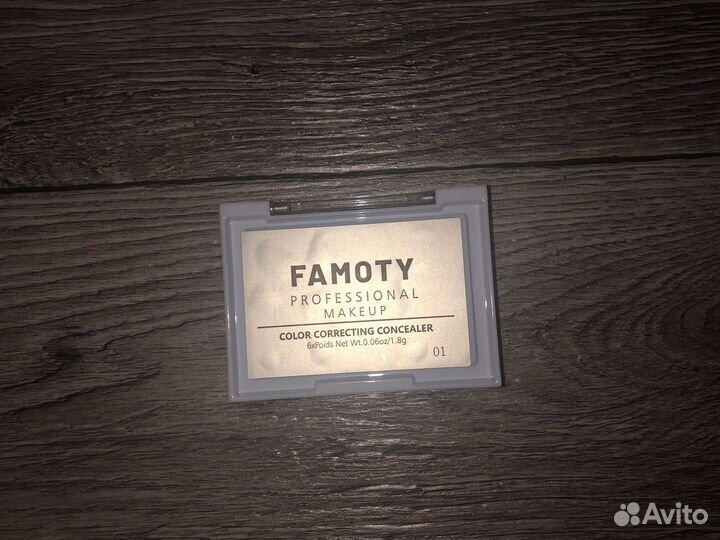 FAMOTY
PROFESSIONAL
MAKEUP
COLOR CORRECTING CONCEALER
6xPoids Net Wt.0.06oz/1.8g
01
Avito